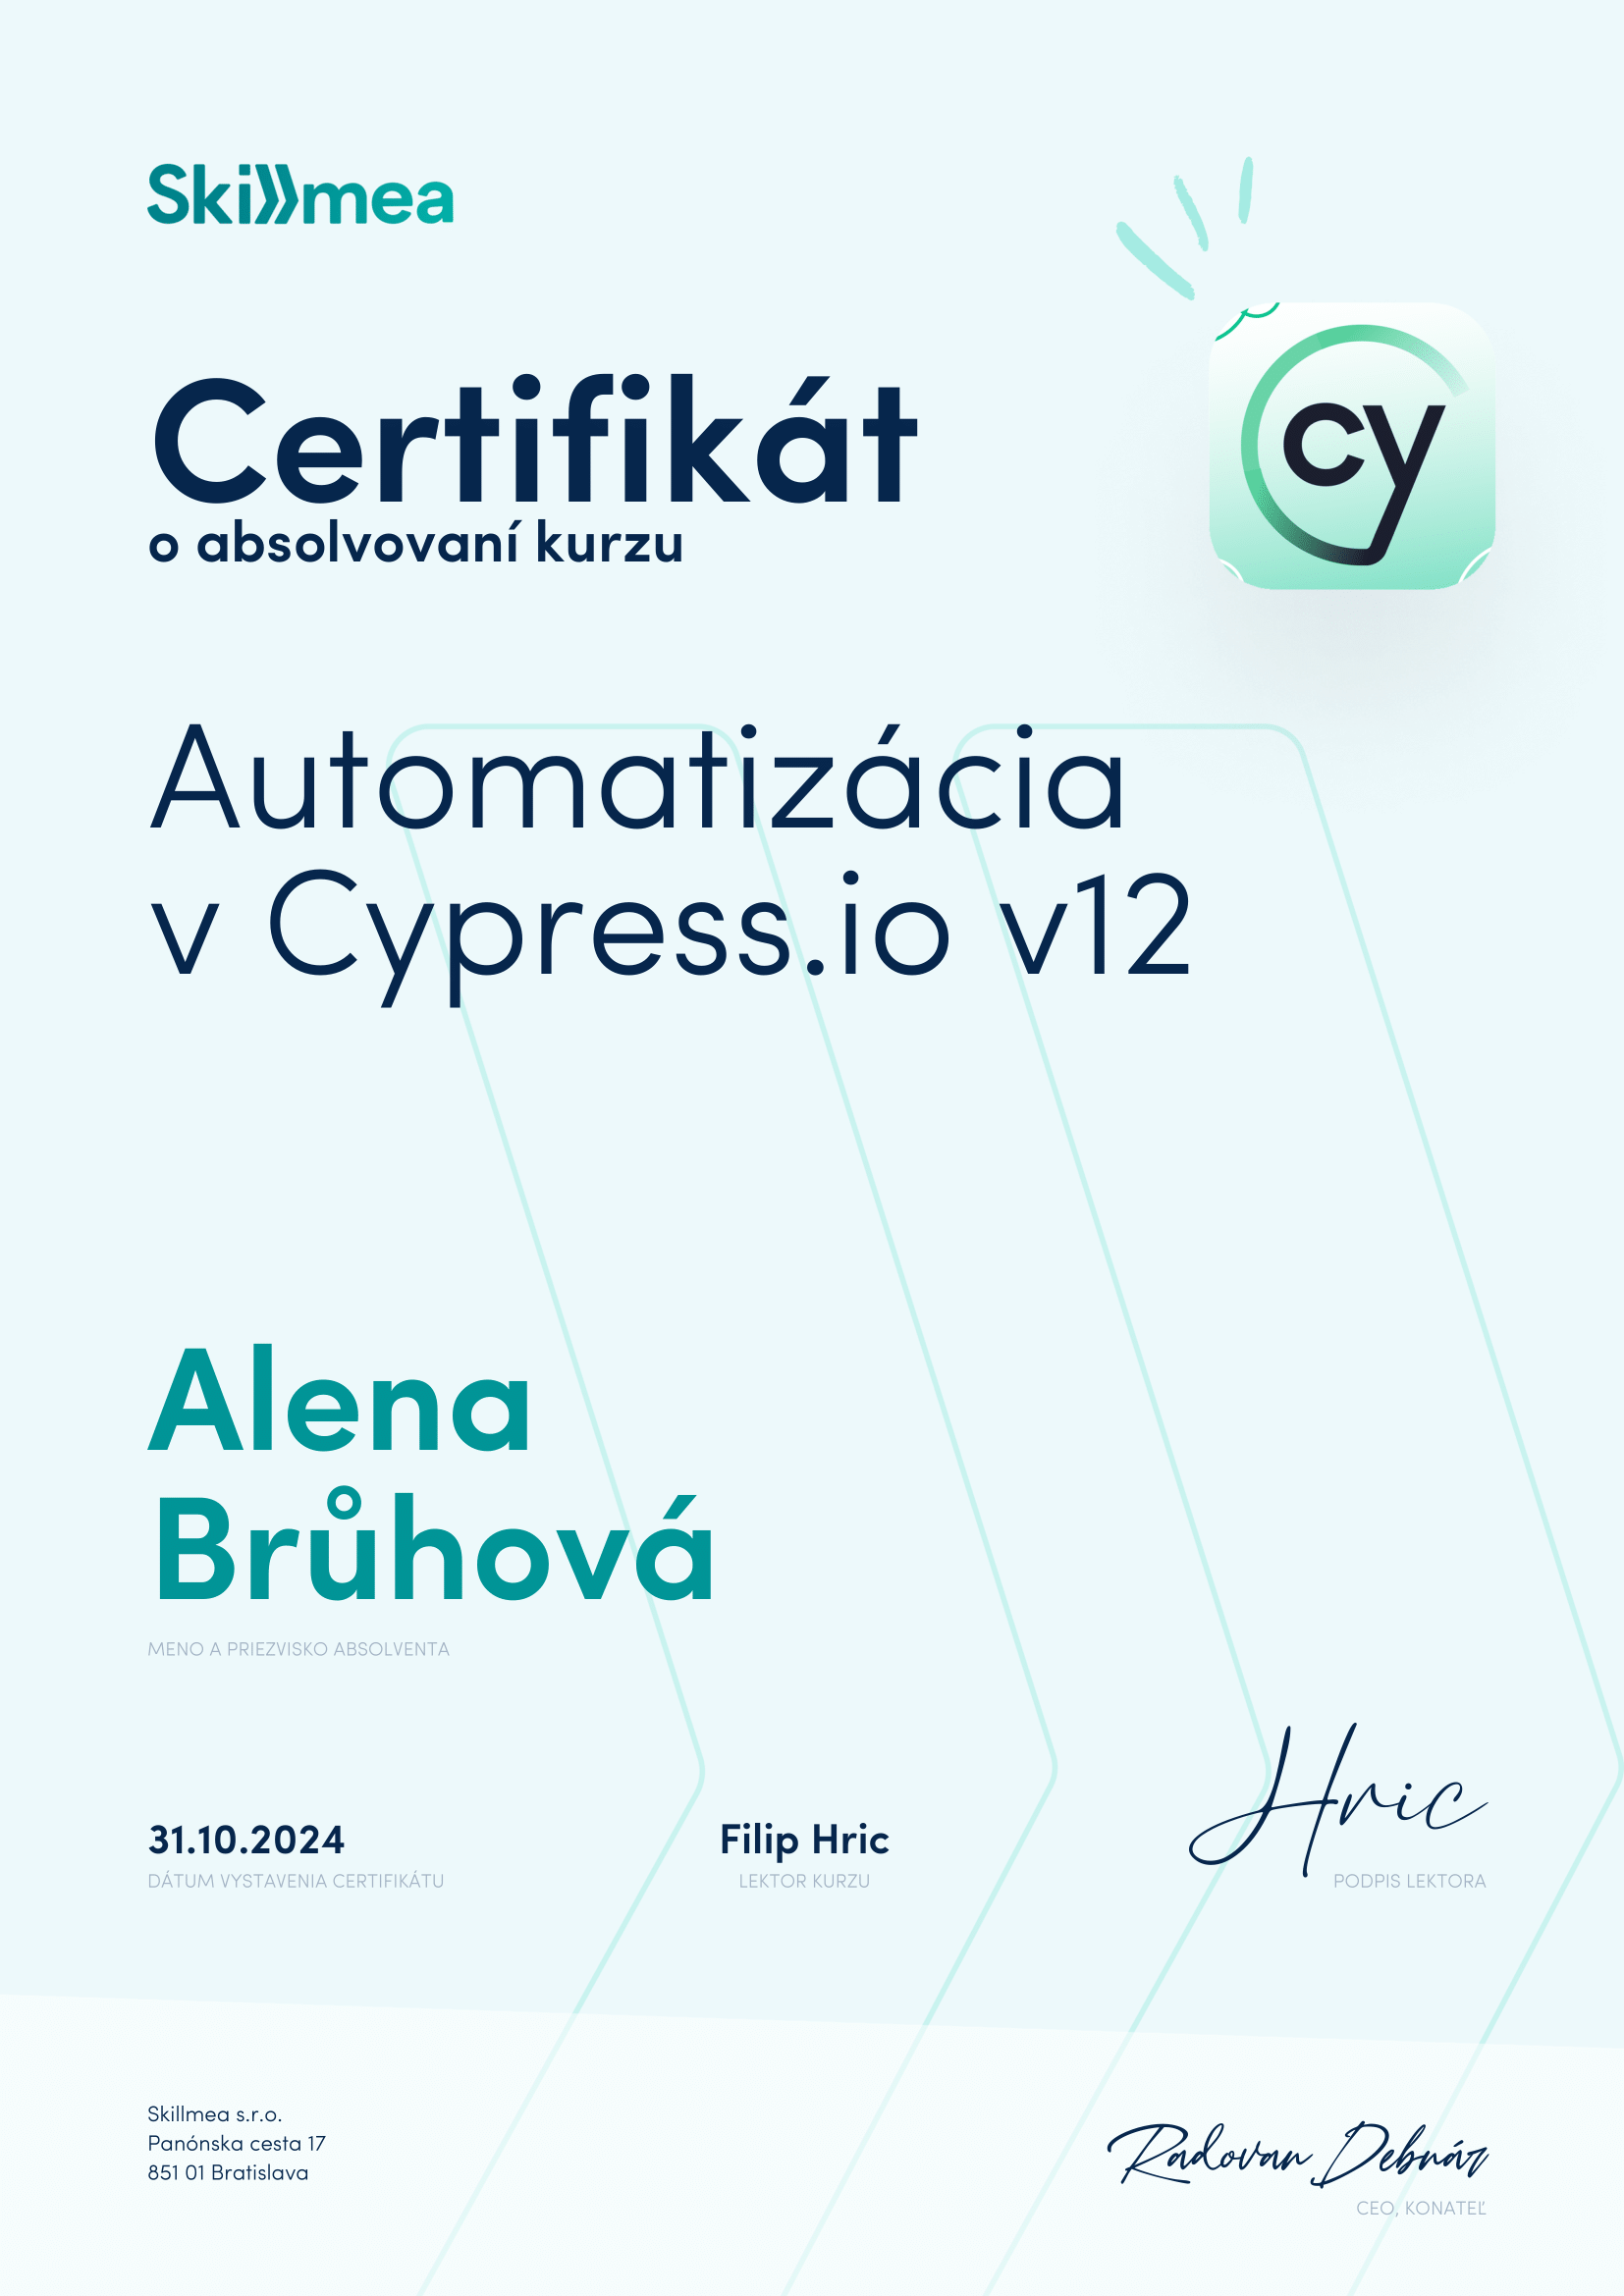 Skillmea
cy
Certifikát
o absolvovaní kurzu
Automatizácia
v Cypress.io v12
Alena
Brůhová
MENO A PRIEZVISKO ABSOLVENTA
Hric
31.10.2024
Filip Hric
DÁTUM VYSTAVENIA CERTIFIKÁTU
LEKTOR KURZU
PODPIS LEKTORA
Skillmea s.r.o.
Panónska cesta 17
851 01 Bratislava
Radovan Debnár
CEO, KONATEĽ